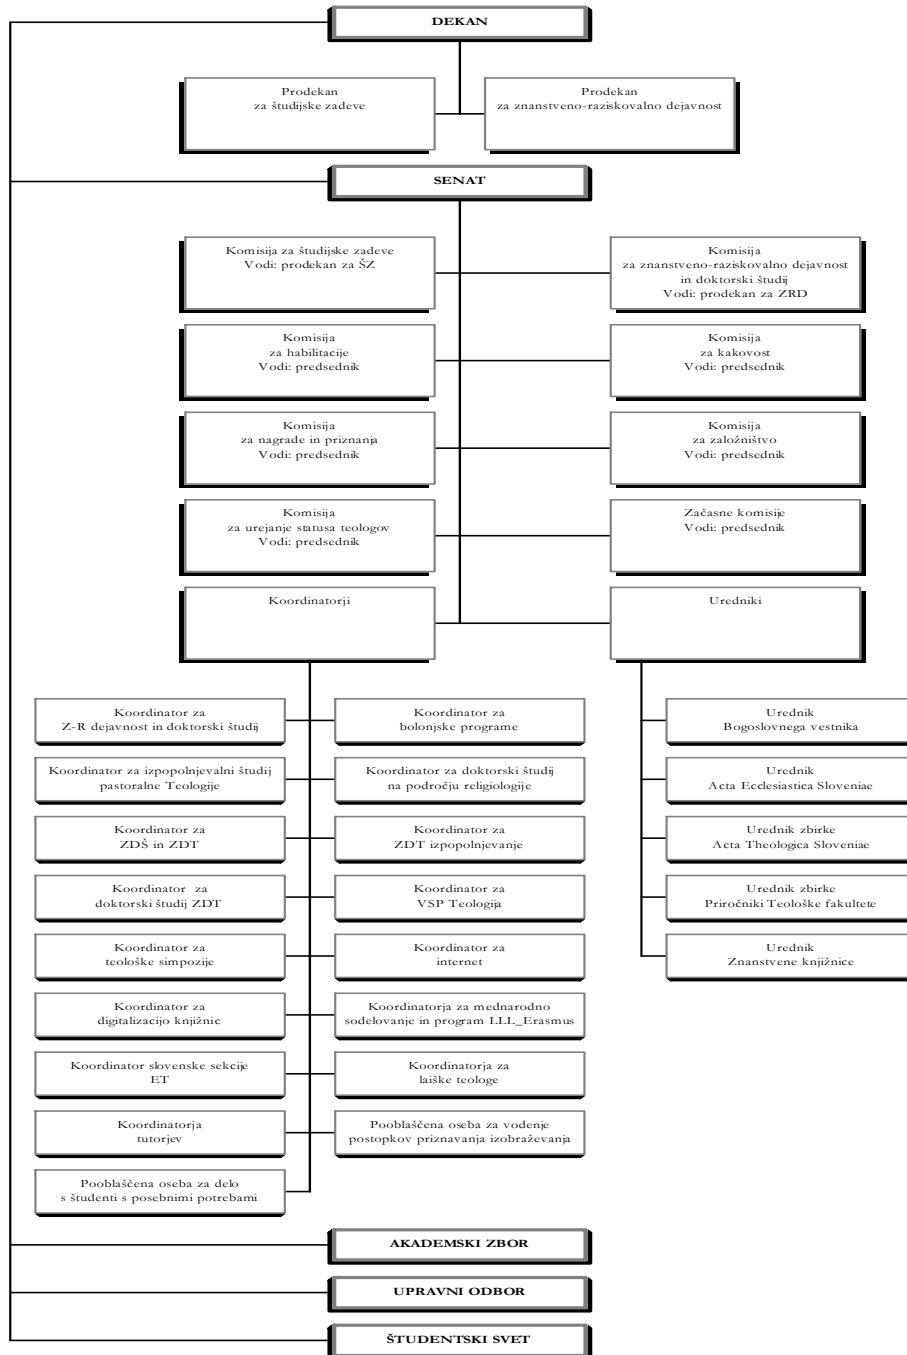 DEKAN
Prodekan
za študijske zadeve
Prodekan
za znanstveno-raziskovalno dejavnost
SENAT
Komisija za študijske zadeve
Vodi: prodekan za ŠZ
Komisija
za znanstveno-raziskovalno dejavnost
in doktorski študij
Vodi: prodekan za ZRD
Komisija
za habilitacije
Vodi: predsednik
Komisija
za kakovost
Vodi: predsednik
Komisija
za nagrade in priznanja
Vodi: predsednik
Komisija
za založništvo
Vodi: predsednik
Komisija
za urejanje statusa teologov
Vodi: predsednik
Začasne komisije
Vodi: predsednik
Koordinatorji
Uredniki
Koordinator za
Z-R dejavnost in doktorski študij
Koordinator za
bolonjske programe
Urednik
Bogoslovnega vestnika
Koordinator za izpopolnjevalni študij
pastoralne Teologije
Koordinator za doktorski študij
na področju religiologije
Urednik
Acta Ecclesiastica Sloveniae
Koordinator za
ZDŠ in ZDT
Koordinator za
ZDT izpopolnjevanje
Urednik zbirke
Acta Theologica Sloveniae
Koordinator za
doktorski študij ZDT
Koordinator za
VSP Teologija
Urednik zbirke
Priročniki Teološke fakultete
Koordinator za
teološke simpozije
Koordinator za
internet
Urednik
Znanstvene knjižnice
Koordinator za
digitalizacijo knjižnic
Koordinatorja za mednarodno
sodelovanje in program LLL_Erasmus
Koordinator slovenske sekcije
ET
Koordinatorja za
laiške teologe
Koordinatorja
tutorjev
Pooblaščena oseba za vodenje
postopkov priznavanja izobraževanja
Pooblaščena oseba za delo
s študenti s posebnimi potrebami
AKADEMSKI ZBOR
UPRAVNI ODBOR
ŠTUDENTSKI SVET